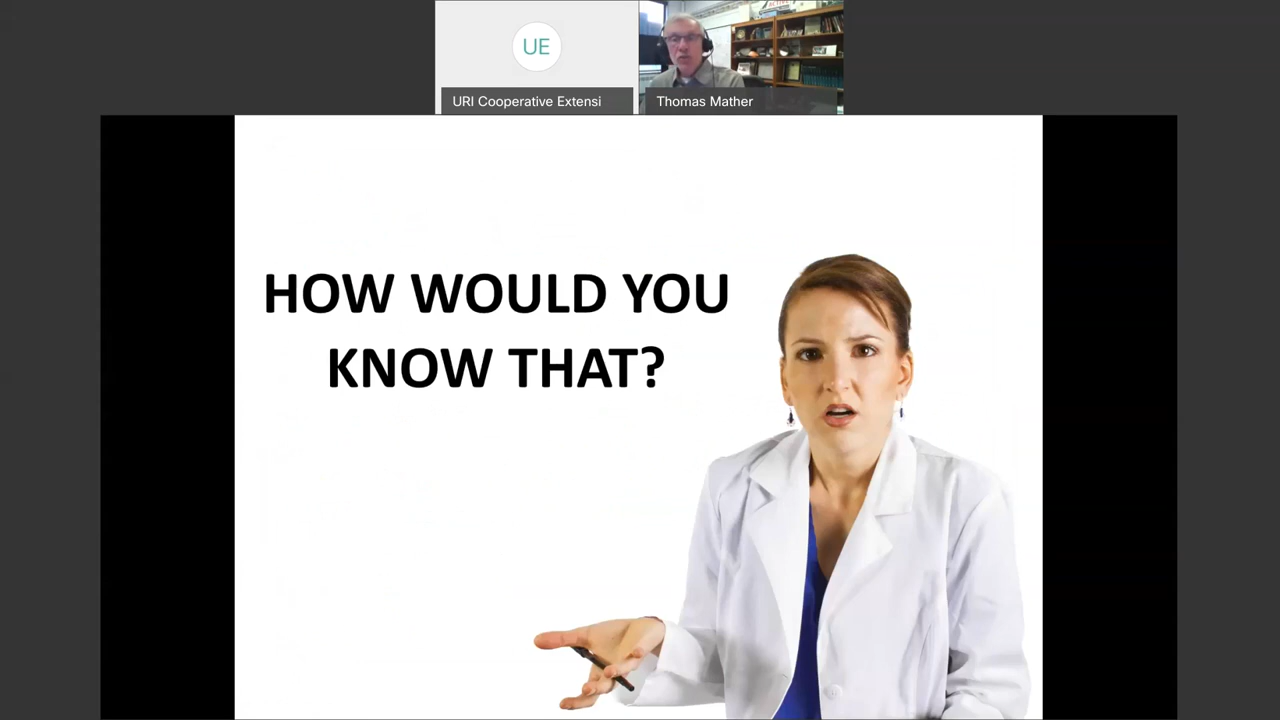 UE
URI Cooperative Extensi
Thomas Mather
HOW WOULD YOU
KNOW THAT?